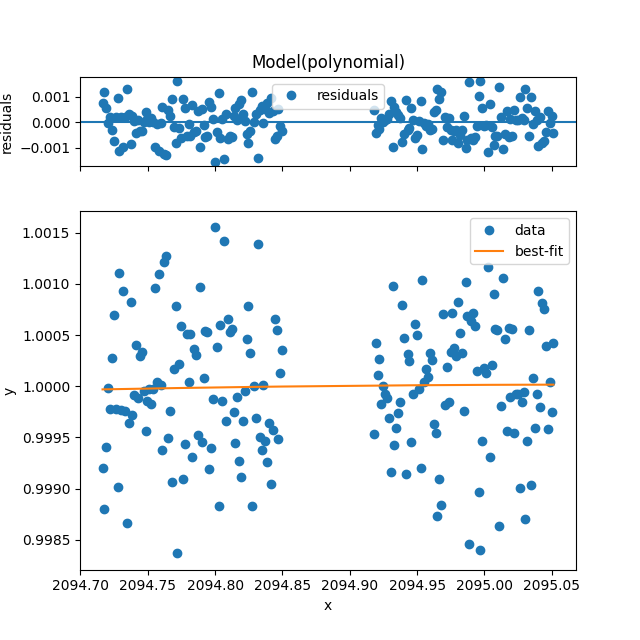 Model(polynomial)
residuals
0.001
0.000
−0.001
residuals
data
best-fit
y
1.0015
1.0010
1.0005
1.0000
0.9995
0.9990
0.9985
2094.70 2094.75 2094.80 2094.85 2094.90 2094.95 2095.00 2095.05
x